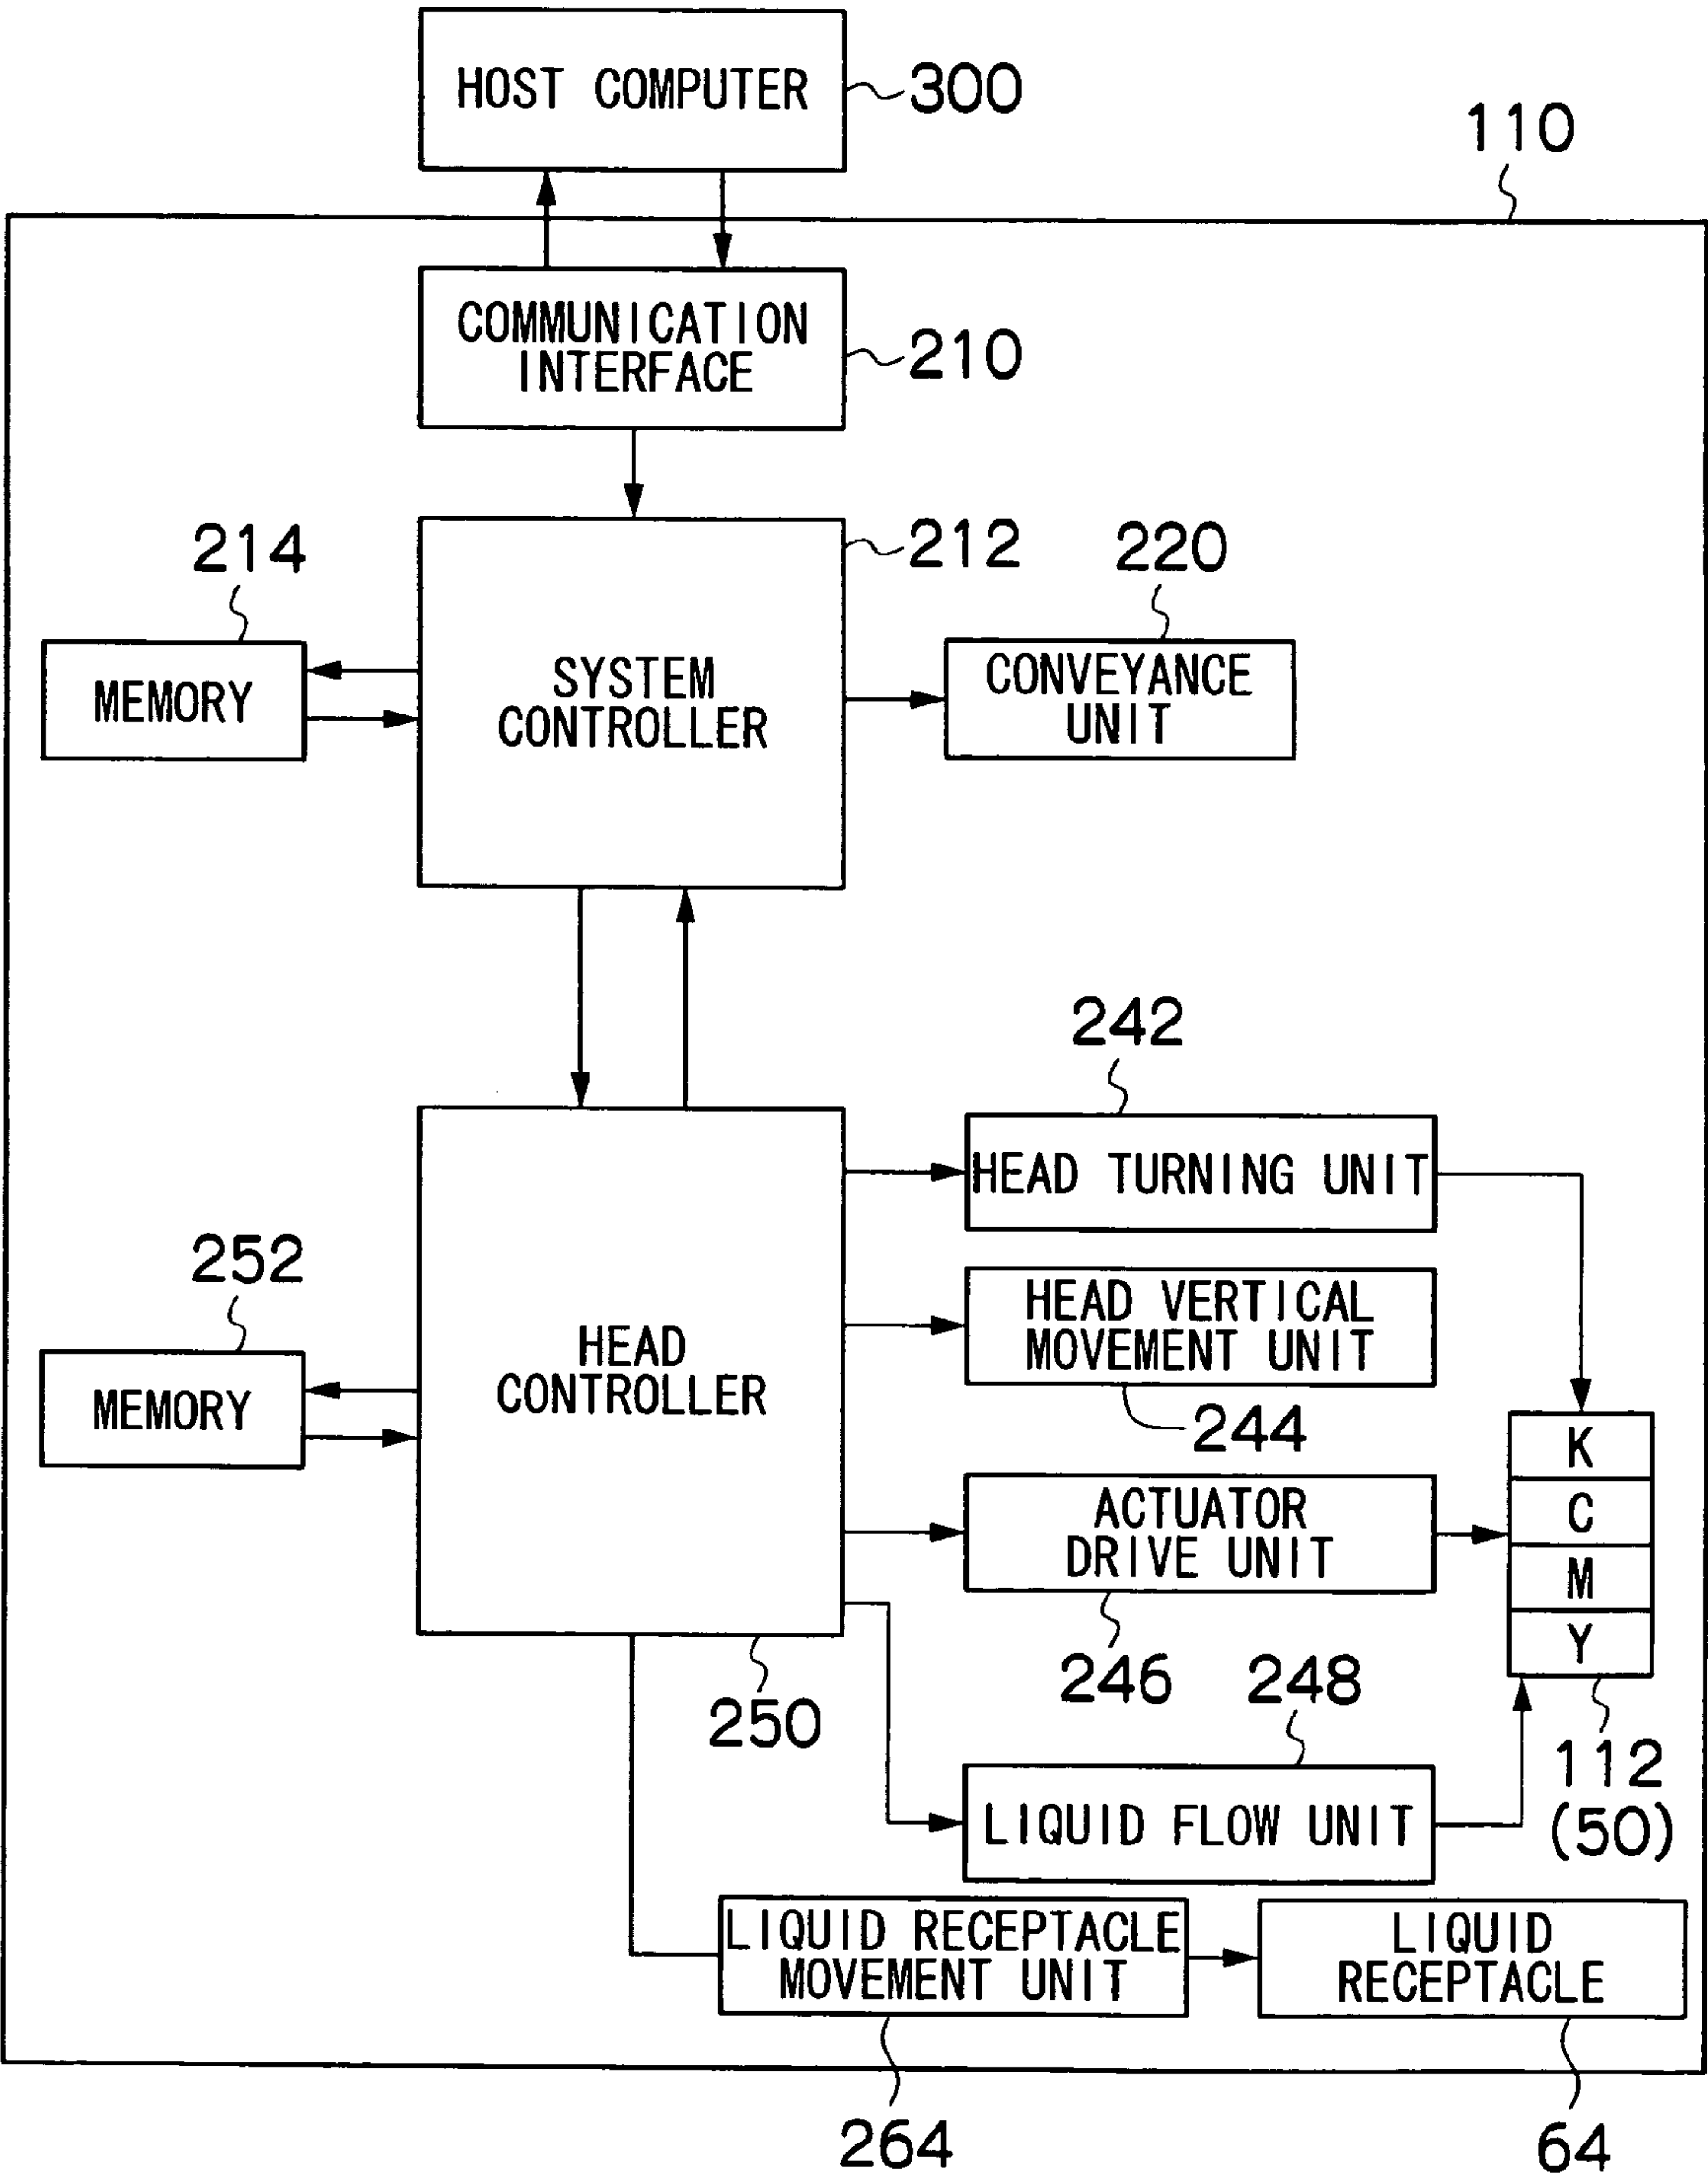 HOST COMPUTER
300
110
COMMUNICATION
INTERFACE
210
214
212
220
MEMORY
SYSTEM
CONTROLLER
CONVEYANCE
UNIT
242
HEAD TURNING UNIT
252
HEAD VERTICAL
MOVEMENT UNIT
HEAD
CONTROLLER
MEMORY
244
K
C
M
Y
ACTUATOR
DRIVE UNIT
246
248
250
112
(50)
LIQUID FLOW UNIT
LIQUID RECEPTACLE
MOVEMENT UNIT
LIQUID
RECEPTACLE
264
64